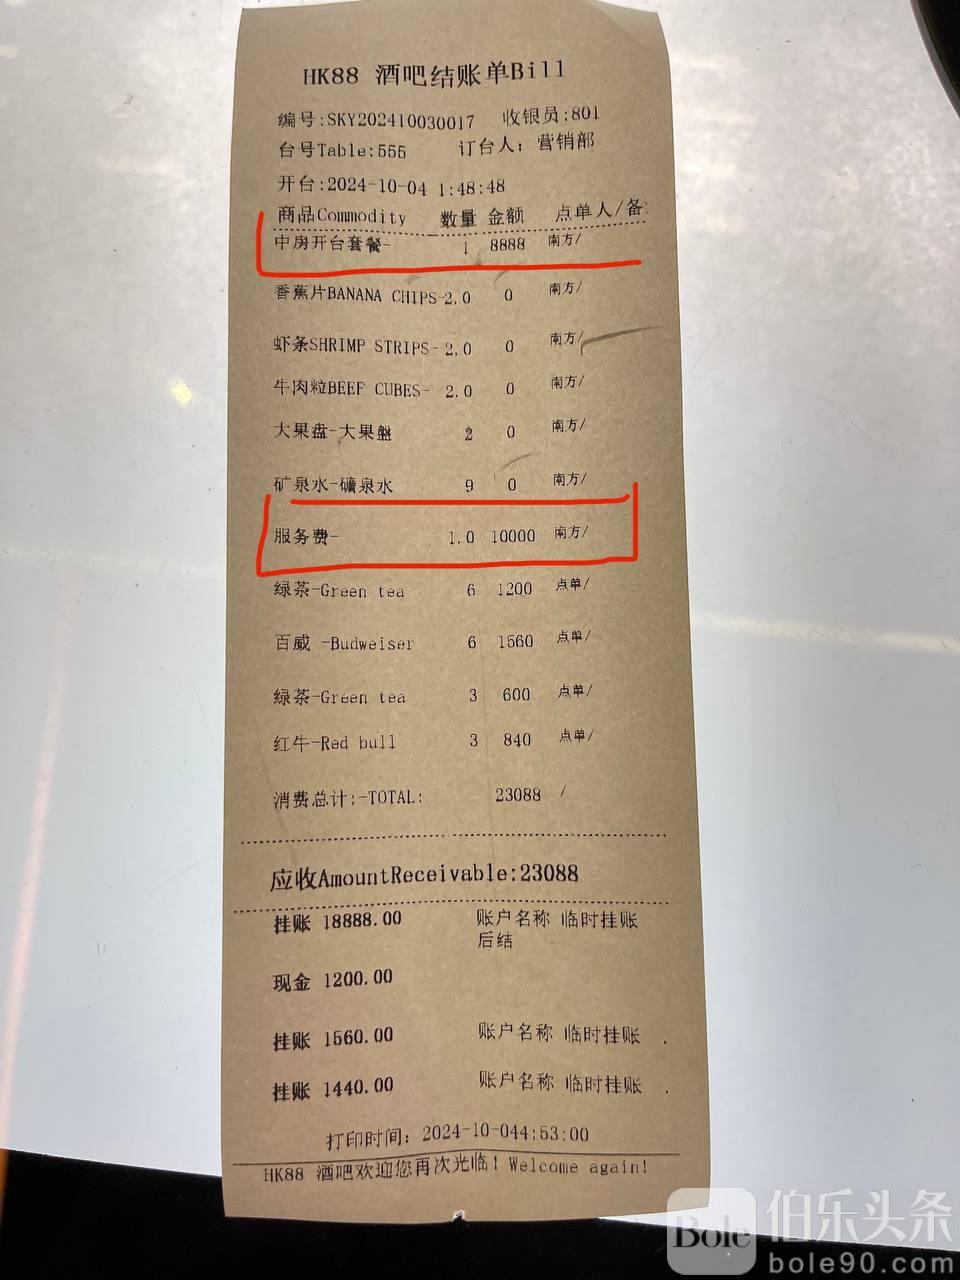 HK88 酒吧结账单Bill
编号:SKY202410030017 收银员:801
台号Table:555 订台人: 营销部
开台:2024-10-04 1:48:48
商品Commodity 数量 金额 点单人/备
中房开台套餐- 1 8888 南方/
香蕉片BANANA CHIPS-2.0 0 南方/
虾条SHRIMP STRIPS- 2.0 0 南方/
牛肉粒BEEF CUBES- 2.0 0 南方/
大果盘-大果盤 2 0 南方/
矿泉水-礦泉水 9 0 南方/
服务费- 1.0 10000 南方/
绿茶-Green tea 6 1200 点单/
百威 -Budweiser 6 1560 点单/
绿茶-Green tea 3 600 点单/
红牛-Red bull 3 840 点单/
消费总计:-TOTAL: 23088 /
应收AmountReceivable:23088
挂账 18888.00 账户名称 临时挂账
后结
现金 1200.00
挂账 1560.00 账户名称 临时挂账 .
挂账 1440.00 账户名称 临时挂账 .
打印时间: 2024-10-044:53:00
HK88 酒吧欢迎您再次光临! Welcome again!
Bole 伯乐头条
bole90.com